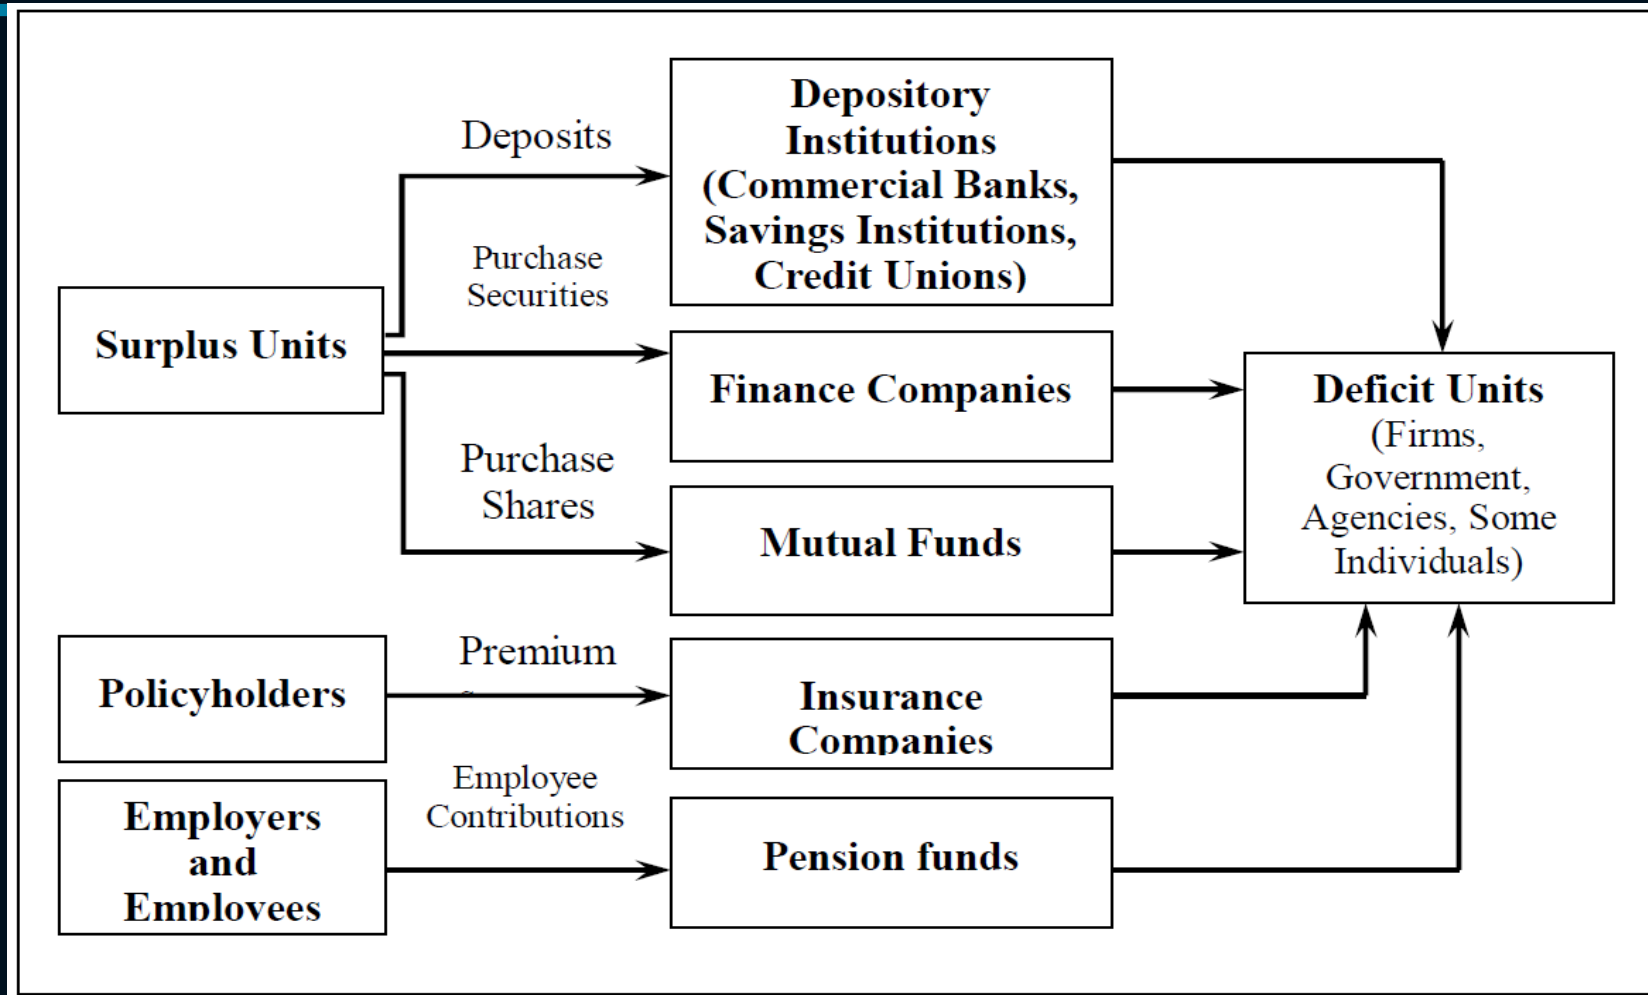 Deposits
Purchase
Securities
Purchase
Shares
Premium
Employee
Contributions
Surplus Units
Policyholders
Employers
and
Employees
Depository
Institutions
(Commercial Banks,
Savings Institutions,
Credit Unions)
Finance Companies
Mutual Funds
Insurance
Companies
Pension funds
Deficit Units
(Firms,
Government,
Agencies, Some
Individuals)